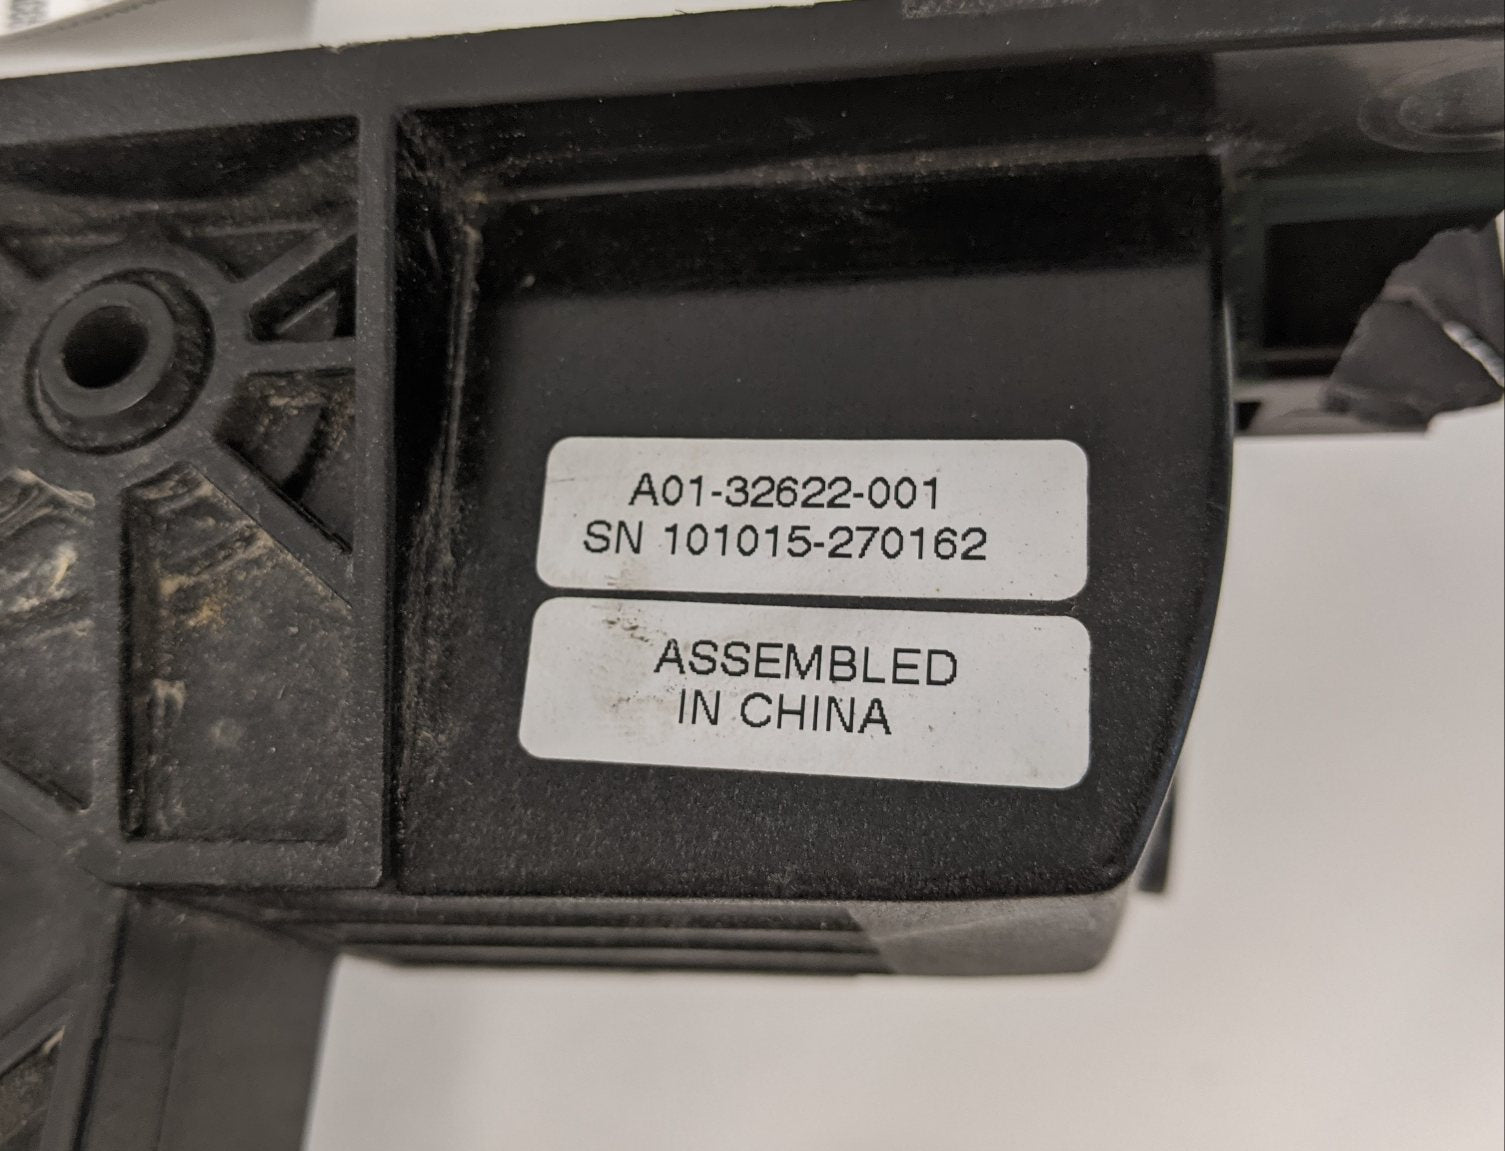 A01-32622-001
SN 101015-270162
ASSEMBLED
IN CHINA